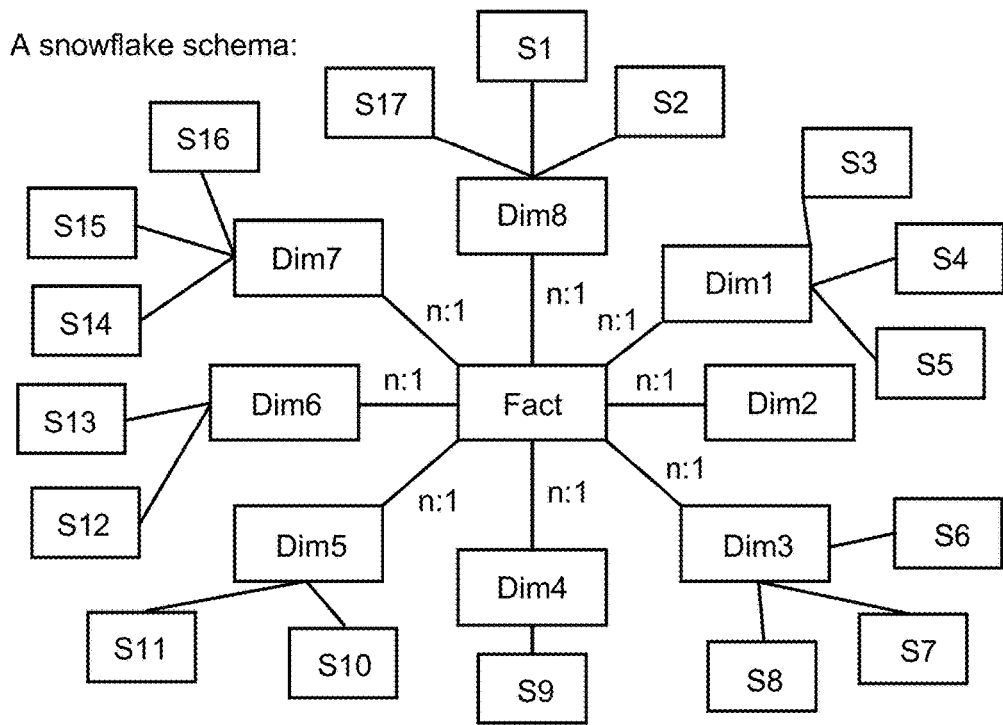 A snowflake schema:
S1
S17
S2
S16
S3
S15
Dim8
S4
Dim7
Dim1
S14
n:1
n:1
n:1
S5
S13
Dim6
n:1
Fact
n:1
Dim2
S12
n:1
n:1
n:1
S6
Dim5
Dim4
Dim3
S11
S10
S9
S8
S7